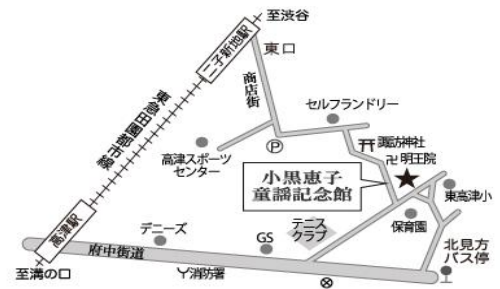 至渋谷
二子新地駅
東口
商店街
東急田園都市線
セルフランドリー
P
諏訪神社
卍明王院
高津スポーツ
センター
小黒恵子
童謡記念館
東高津小
保育園
高津駅
デニーズ
テニス
クラブ
GS
北見方
バス停
府中街道
至溝の口
消防署